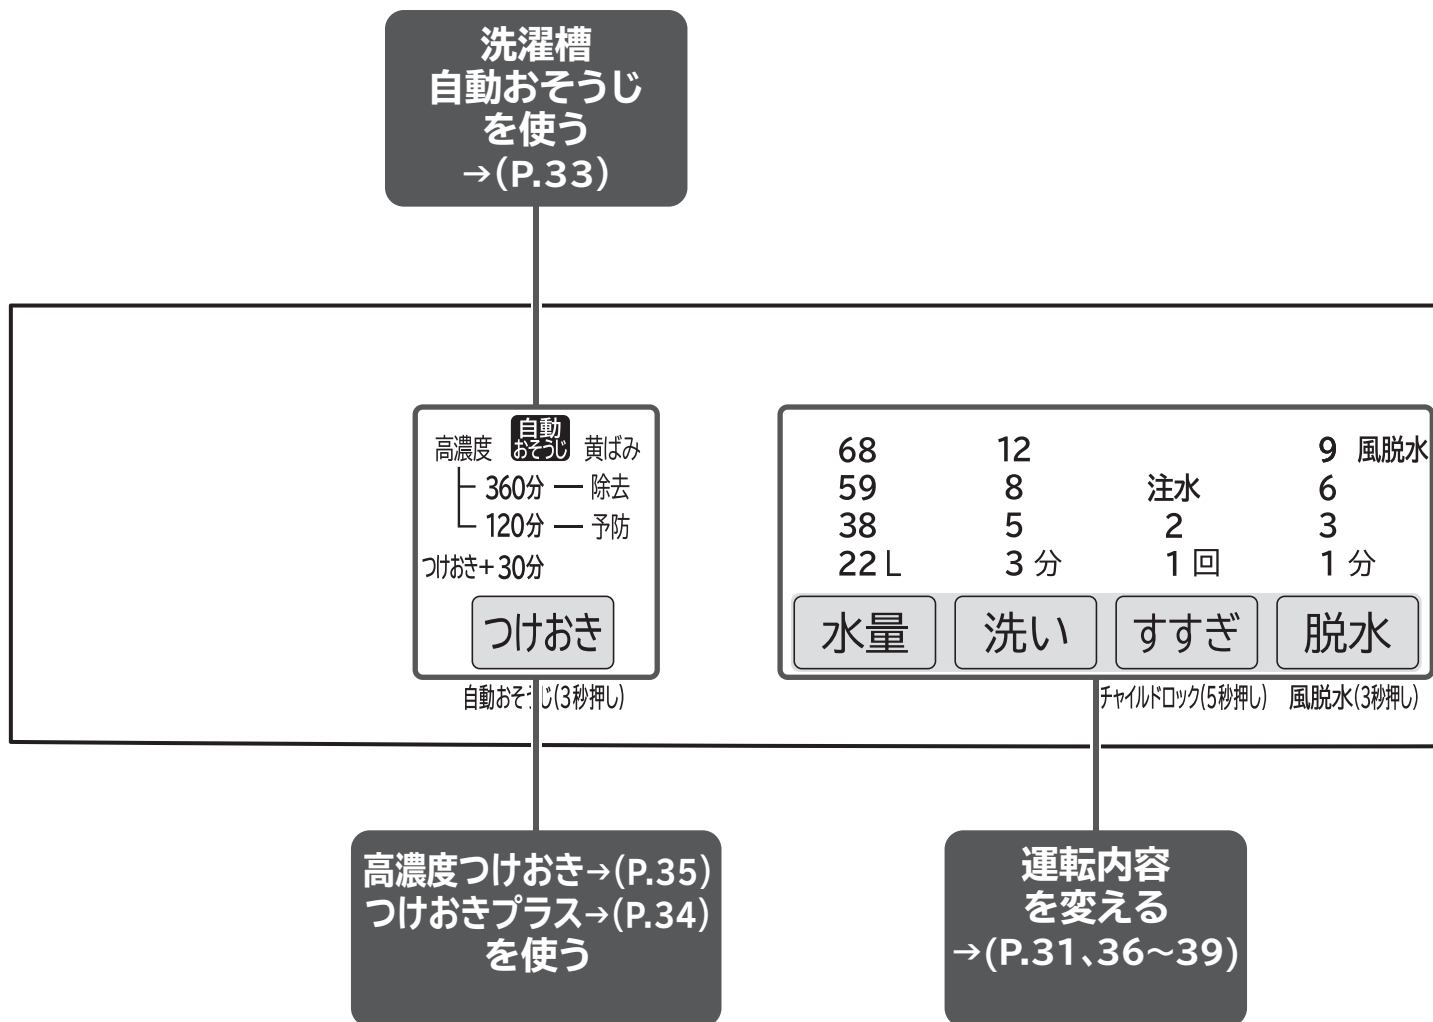 洗濯槽
自動おそうじ
を使う
→(P.33)
自動
おそうじ
高濃度 黄ばみ
360分 除去
120分 予防
つけおき+30分
つけおき
自動おそうじ(3秒押し)
68 12 9 風脱水
59 8 注水 6
38 5 2 3
22L 3分 1回 1分
水量 洗い すすぎ 脱水
チャイルドロック(5秒押し) 風脱水(3秒押し)
高濃度つけおき→(P.35)
つけおきプラス→(P.34)
を使う
運転内容
を変える
→(P.31、36~39)